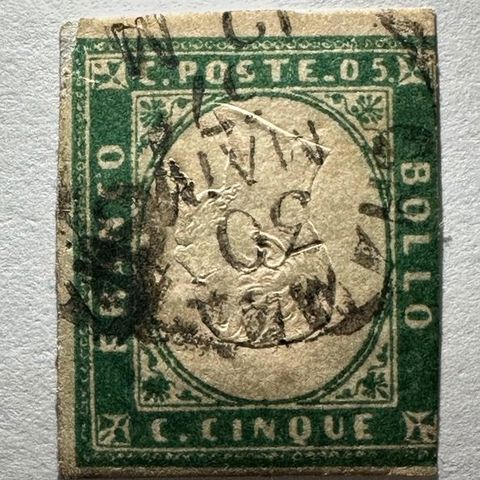 C. POSTE. 05.
FRANCO
BOLLO
C. CINQUE